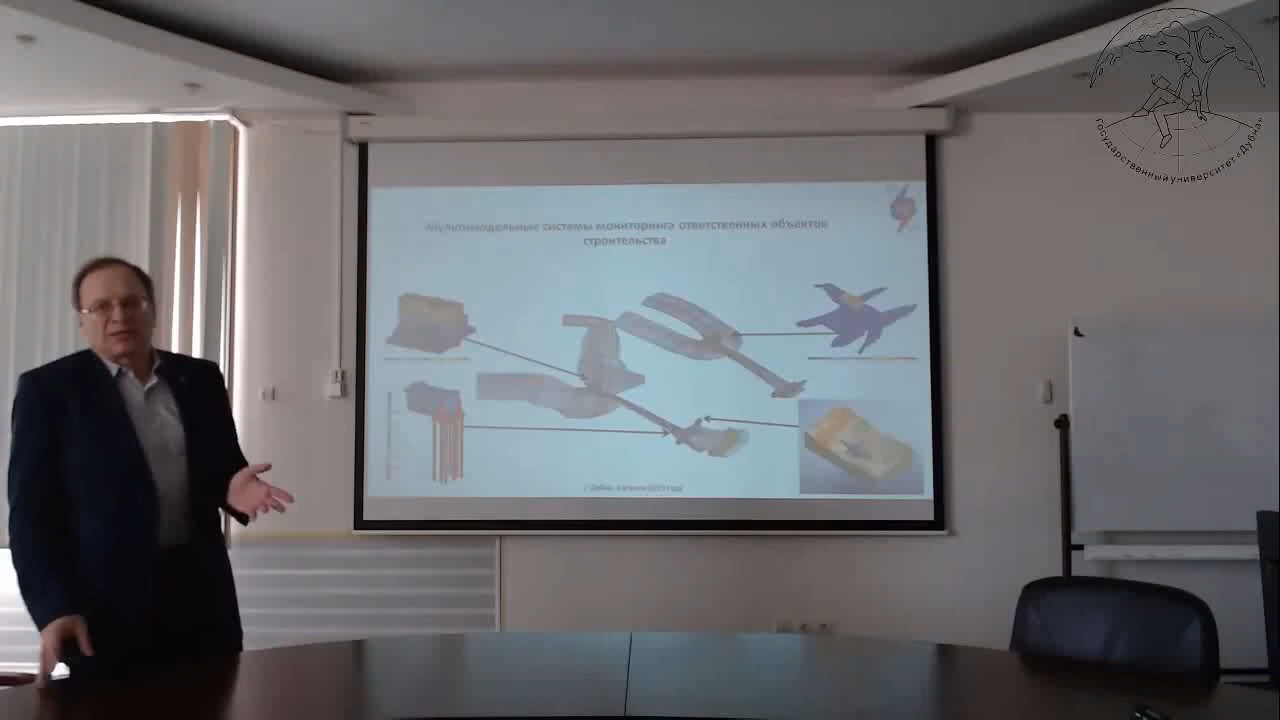 Мультимодельные системы мониторинга ответственных объектов
строительства
Государственный университет «Дубна»